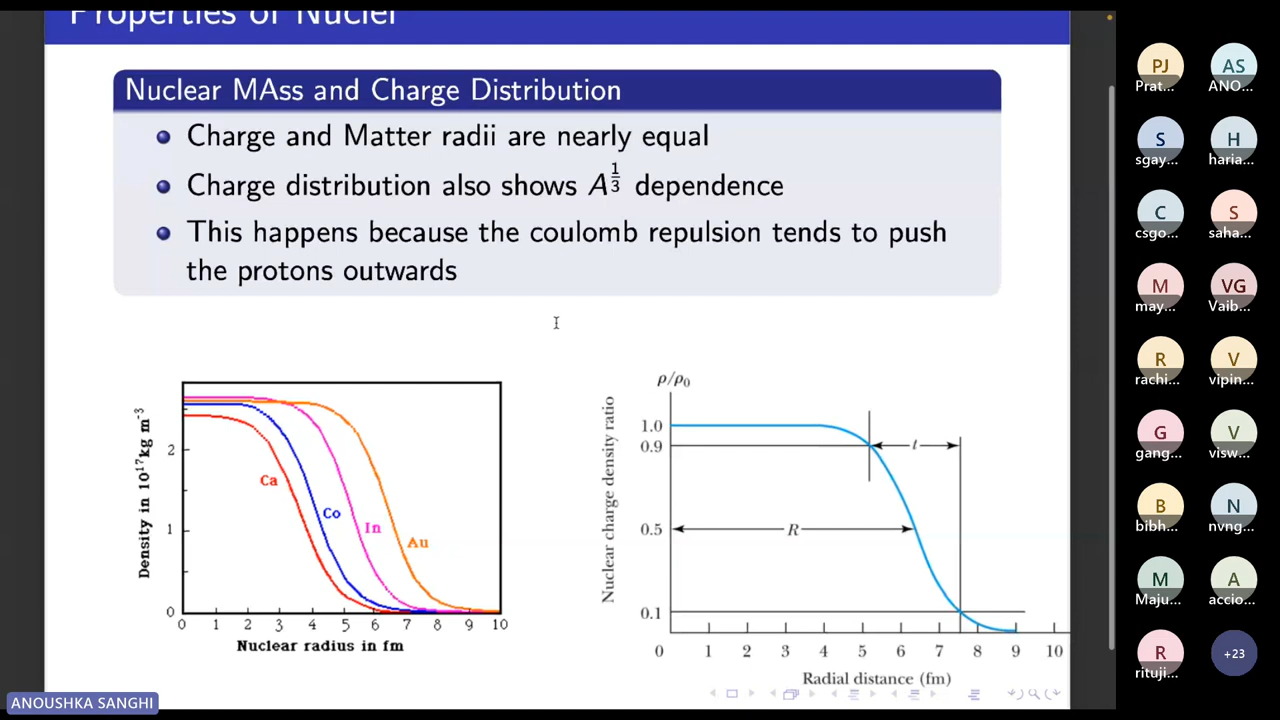 Properties of Nuclei
Nuclear MAss and Charge Distribution
Charge and Matter radii are nearly equal
Charge distribution also shows A^1/3 dependence
This happens because the coulomb repulsion tends to push
the protons outwards
Density in 10^17 kg m^-3
2
1
0
Ca
Co
In
Au
0 1 2 3 4 5 6 7 8 9 10
Nuclear radius in fm
ρ/ρ0
Nuclear charge density ratio
1.0
0.9
0.5
0.1
t
R
0 1 2 3 4 5 6 7 8 9 10
Radial distance (fm)
ANOUSHKA SANGHI
PJ
Prat...
AS
ANO...
S
sgay...
H
haria...
C
csgo...
S
saha...
M
may...
VG
Vaib...
R
rachi...
V
vipin...
G
gang...
V
visw...
B
bibh...
N
nvng...
M
Maju...
A
accio...
R
rituji...
+23